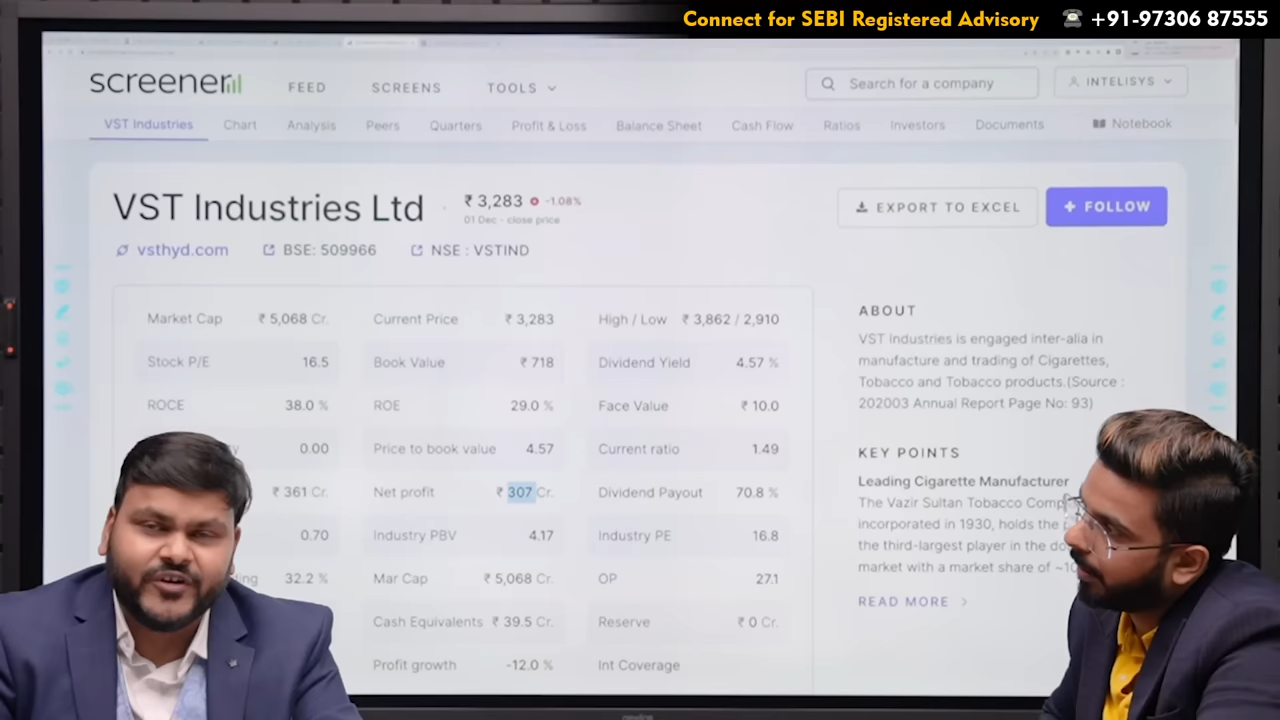 Connect for SEBI Registered Advisory +91-97306 87555
screener FEED SCREENS TOOLS Search for a company INTELISYS
VST Industries Chart Analysis Peers Quarters Profit & Loss Balance Sheet Cash Flow Ratios Investors Documents Notebook
VST Industries Ltd ₹ 3,283 -1.08%
01 Dec - close price
EXPORT TO EXCEL + FOLLOW
vsthyd.com BSE: 509966 NSE : VSTIND
Market Cap ₹ 5,068 Cr. Current Price ₹ 3,283 High / Low ₹ 3,862 / 2,910
Stock P/E 16.5 Book Value ₹ 718 Dividend Yield 4.57 %
ROCE 38.0 % ROE 29.0 % Face Value ₹ 10.0
0.00 Price to book value 4.57 Current ratio 1.49
₹ 361 Cr. Net profit ₹ 307 Cr. Dividend Payout 70.8 %
0.70 Industry PBV 4.17 Industry PE 16.8
32.2 % Mar Cap ₹ 5,068 Cr. OP 27.1
Cash Equivalents ₹ 39.5 Cr. Reserve ₹ 0 Cr.
Profit growth -12.0 % Int Coverage
ABOUT
VST Industries is engaged inter-alia in
manufacture and trading of Cigarettes,
Tobacco and Tobacco products.(Source :
202003 Annual Report Page No: 93)
KEY POINTS
Leading Cigarette Manufacturer
The Vazir Sultan Tobacco Comp
incorporated in 1930, holds the
the third-largest player in the do
market with a market share of ~10
READ MORE >